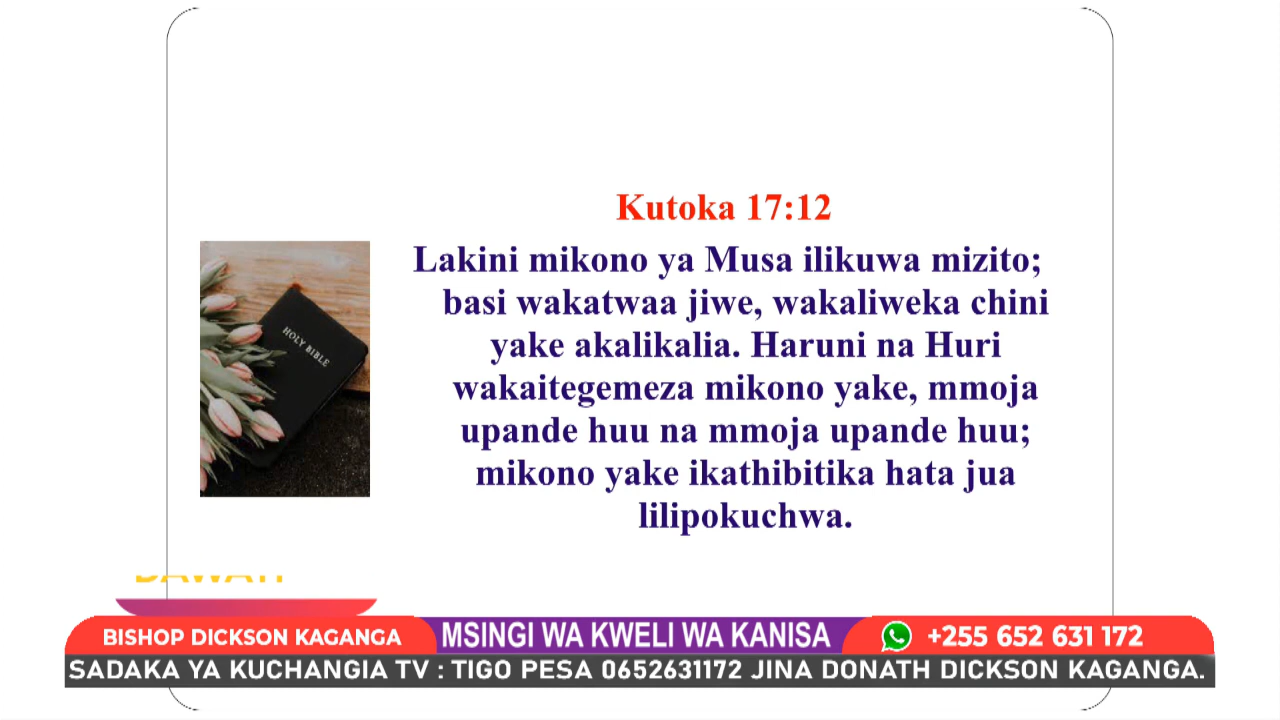 Kutoka 17:12
Lakini mikono ya Musa ilikuwa mizito;
basi wakatwaa jiwe, wakaliweka chini
yake akalikalia. Haruni na Huri
wakaitegemeza mikono yake, mmoja
upande huu na mmoja upande huu;
mikono yake ikathibitika hata jua
lilipokuchwa.
HOLY BIBLE
BISHOP DICKSON KAGANGA
MSINGI WA KWELI WA KANISA
+255 652 631 172
SADAKA YA KUCHANGIA TV : TIGO PESA 0652631172 JINA DONATH DICKSON KAGANGA.